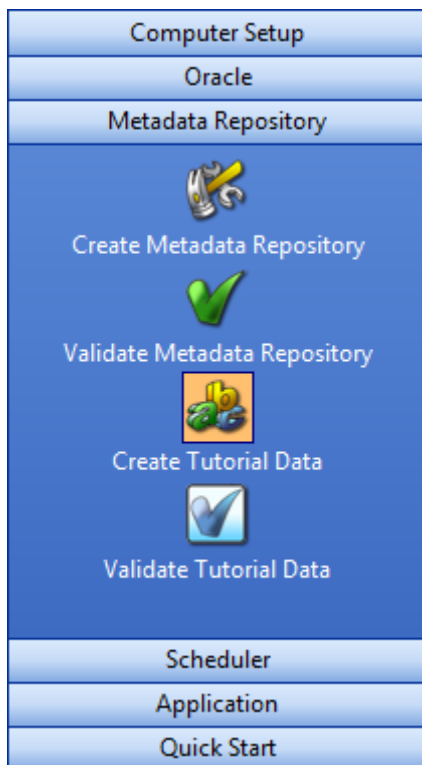 Computer Setup
Oracle
Metadata Repository
Create Metadata Repository
Validate Metadata Repository
abc
Create Tutorial Data
Validate Tutorial Data
Scheduler
Application
Quick Start